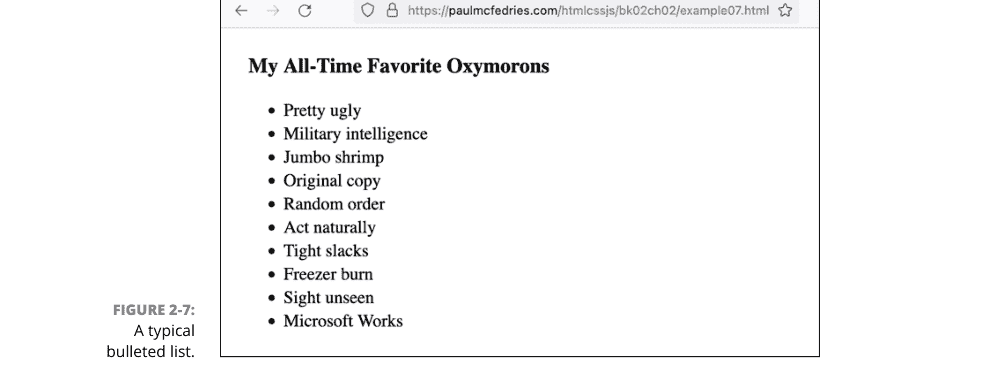 https://paulmcfedries.com/htmlcssjs/bk02ch02/example07.html
My All-Time Favorite Oxymorons
• Pretty ugly
• Military intelligence
• Jumbo shrimp
• Original copy
• Random order
• Act naturally
• Tight slacks
• Freezer burn
• Sight unseen
• Microsoft Works
FIGURE 2-7:
A typical
bulleted list.